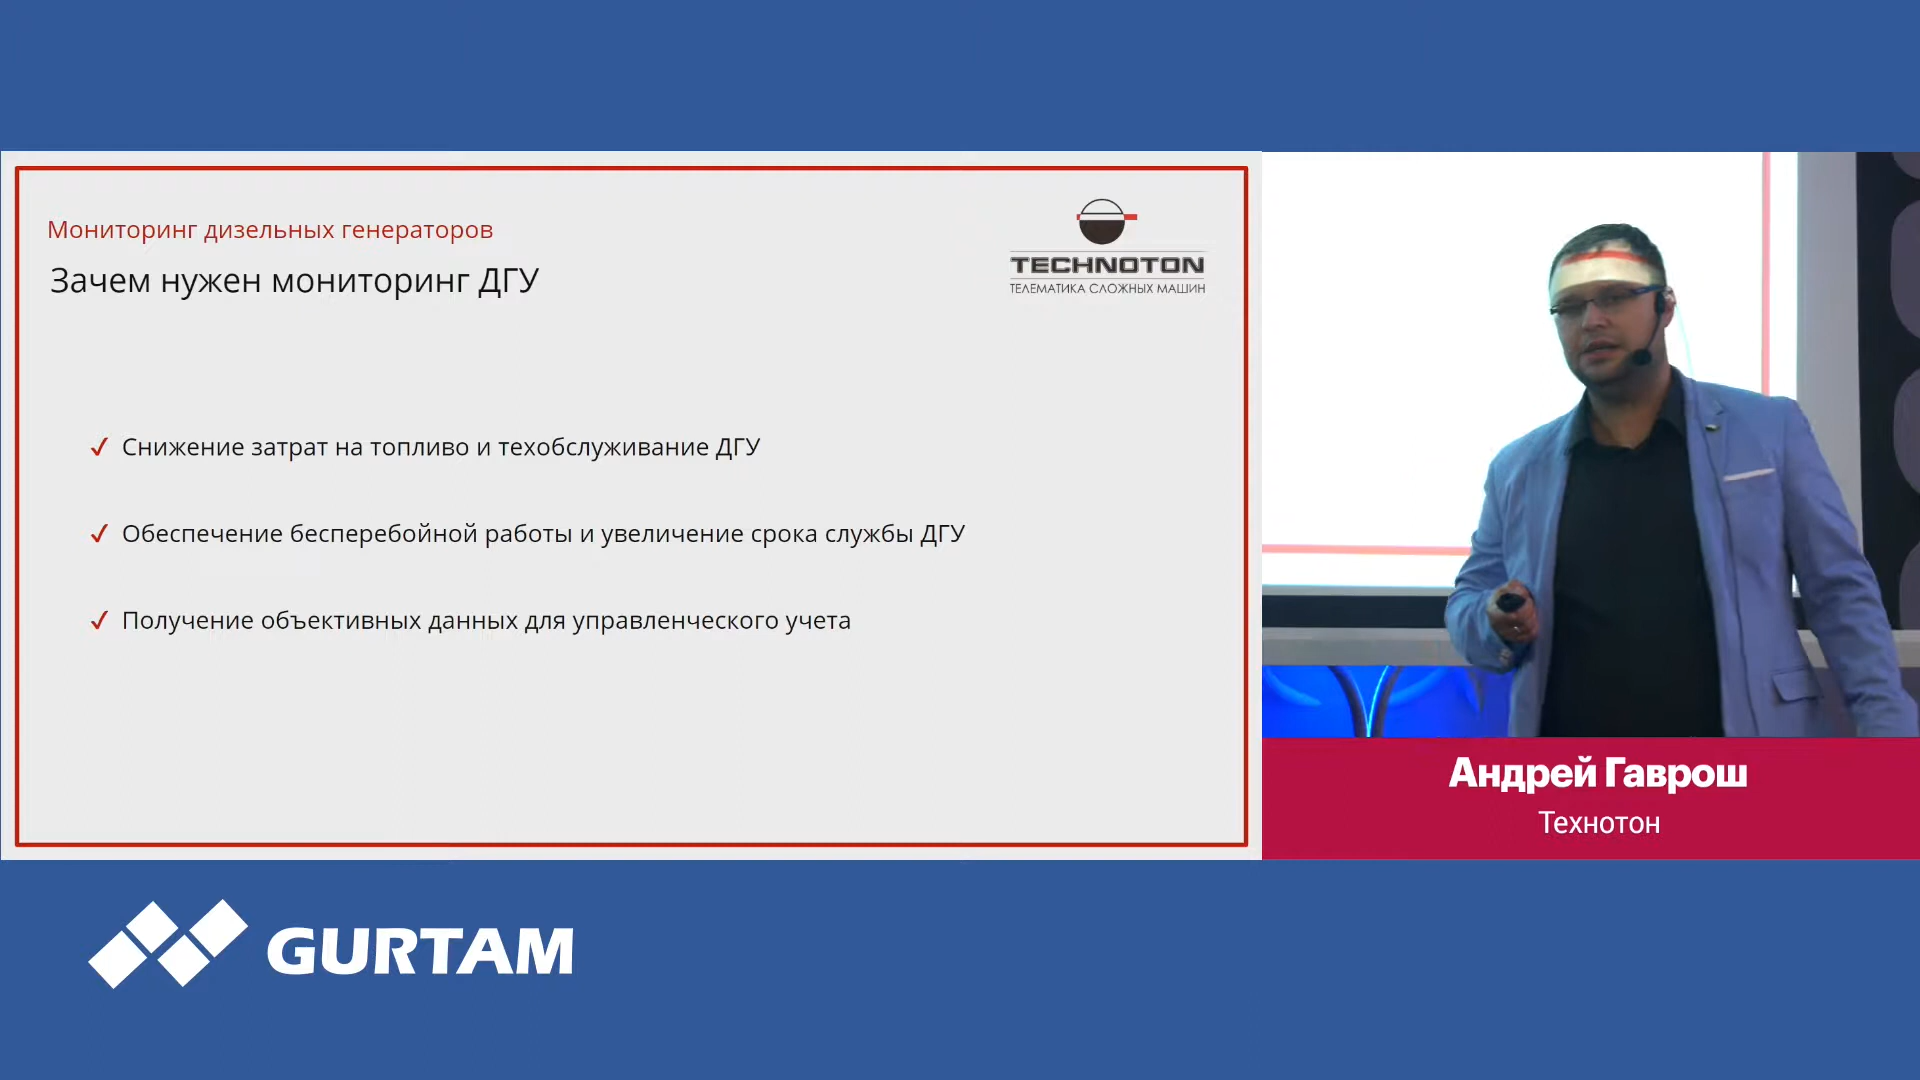 Мониторинг дизельных генераторов
Зачем нужен мониторинг ДГУ
TECHNOTON
ТЕЛЕМАТИКА СЛОЖНЫХ МАШИН
✓ Снижение затрат на топливо и техобслуживание ДГУ
✓ Обеспечение бесперебойной работы и увеличение срока службы ДГУ
✓ Получение объективных данных для управленческого учета
Андрей Гаврош
Технотон
GURTAM